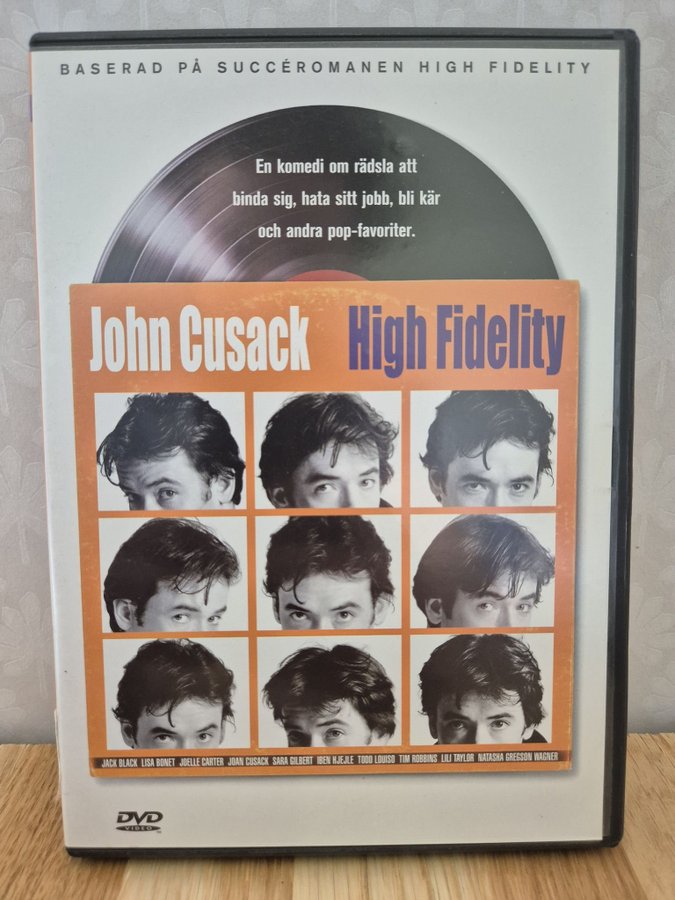 BASERAD PÅ SUCCÉROMANEN HIGH FIDELITY
En komedi om rädsla att
binda sig, hata sitt jobb, bli kär
och andra pop-favoriter.
John Cusack High Fidelity
JACK BLACK LISA BONET JOELLE CARTER JOAN CUSACK SARA GILBERT IBEN HJEJLE TODD LOUISO TIM ROBBINS LILI TAYLOR NATASHA GREGSON WAGNER
DVD
VIDEO